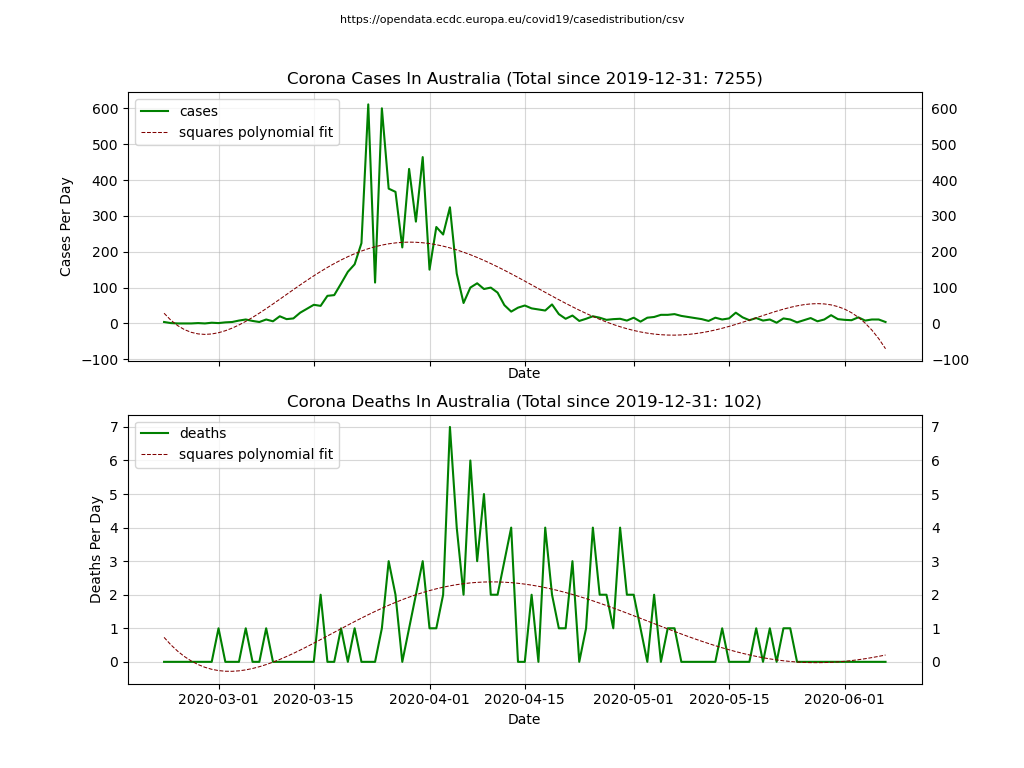 https://opendata.ecdc.europa.eu/covid19/casedistribution/csv
Corona Cases In Australia (Total since 2019-12-31: 7255)
cases
squares polynomial fit
Cases Per Day
600 600
500 500
400 400
300 300
200 200
100 100
0 0
−100 −100
Date
Corona Deaths In Australia (Total since 2019-12-31: 102)
deaths
squares polynomial fit
Deaths Per Day
7 7
6 6
5 5
4 4
3 3
2 2
1 1
0 0
2020-03-01 2020-03-15 2020-04-01 2020-04-15 2020-05-01 2020-05-15 2020-06-01
Date